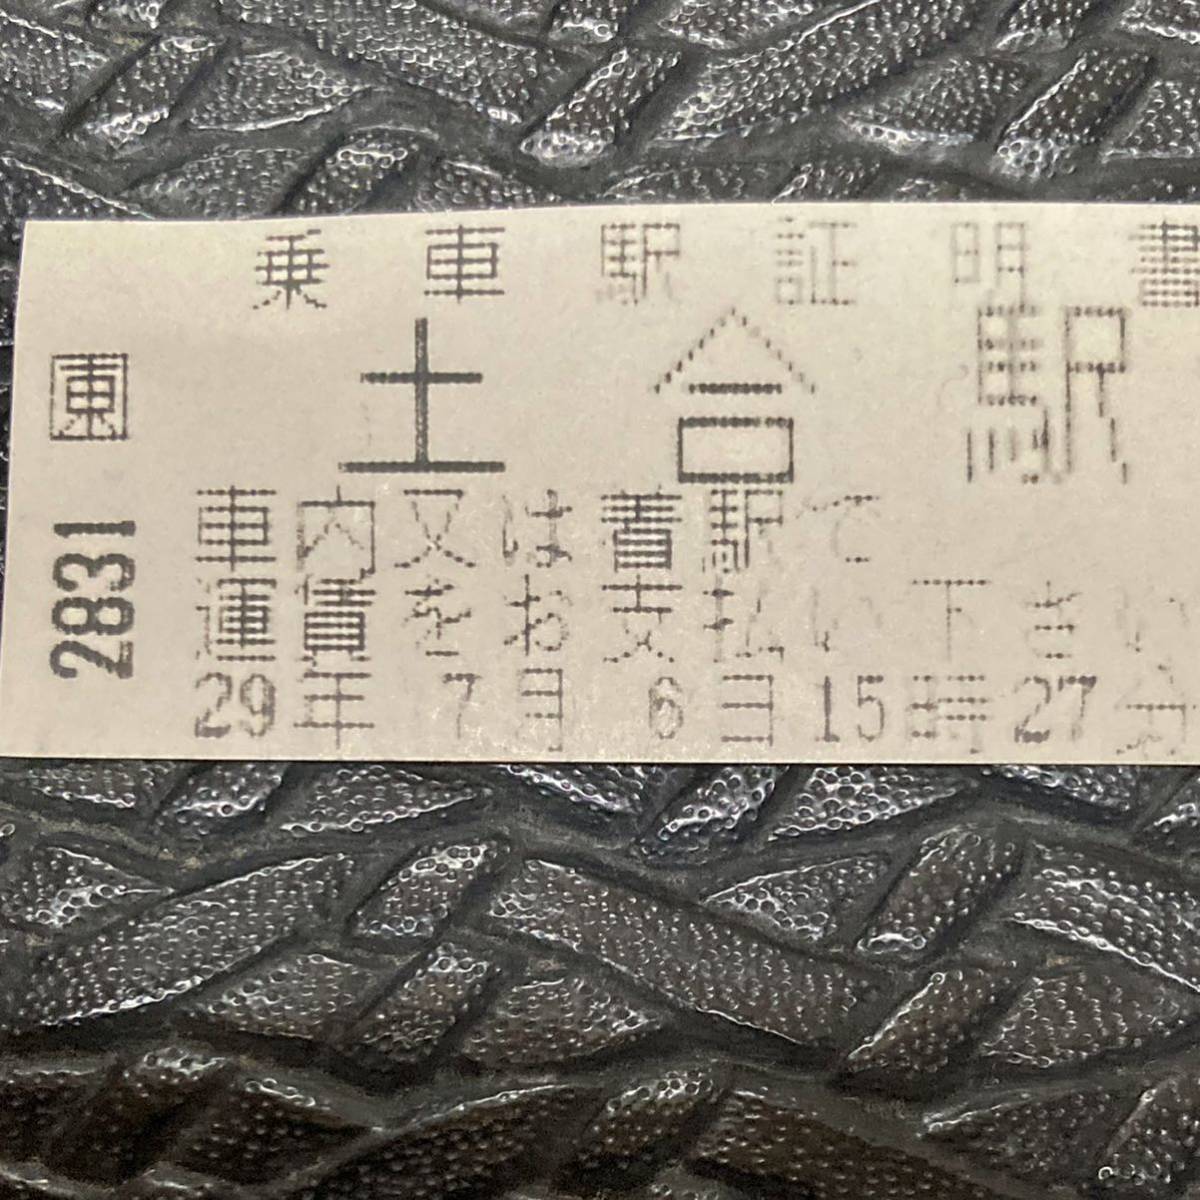 乗車駅証明書
東 土合駅
2831
車内又は着駅で
運賃をお支払い下さい
29年 7月 6日15時27分